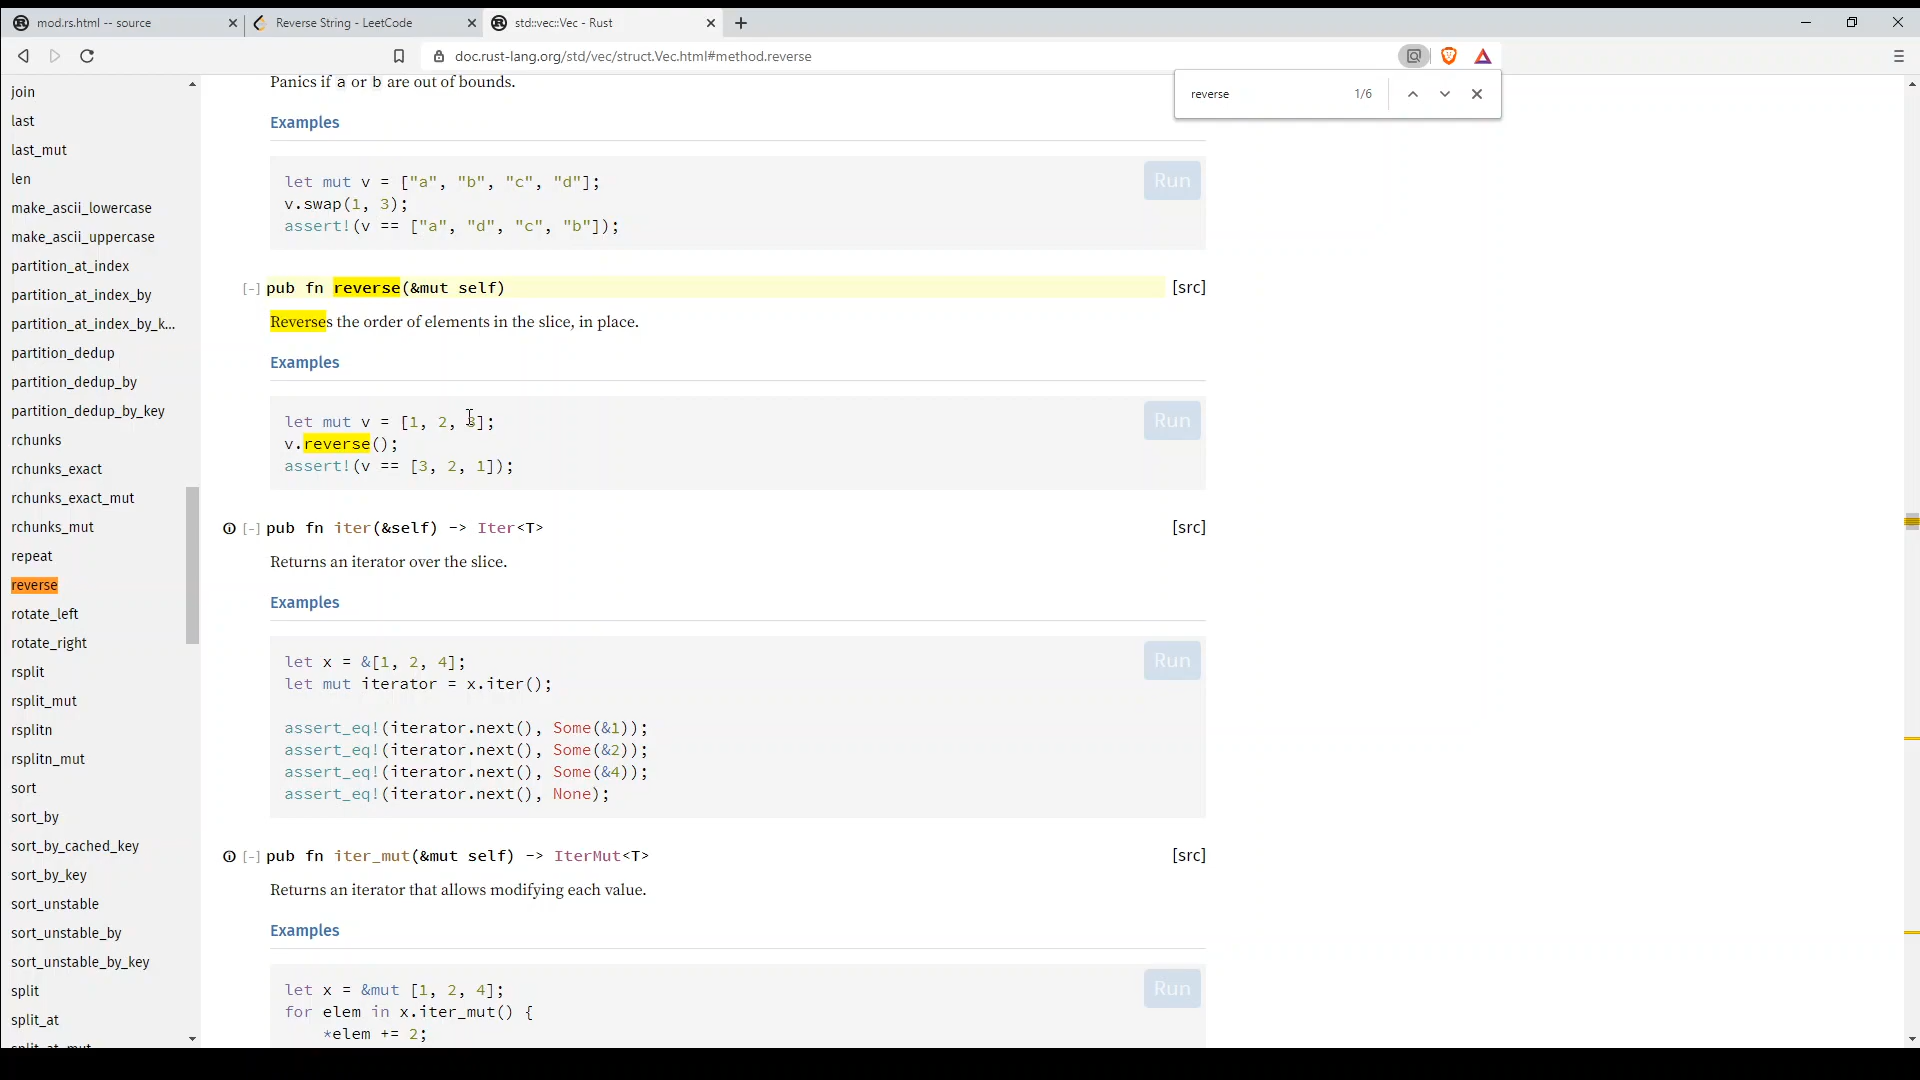 mod.rs.html -- source
Reverse String - LeetCode
std::vec::Vec - Rust
doc.rust-lang.org/std/vec/struct.Vec.html#method.reverse
reverse 1/6
join
last
last_mut
len
make_ascii_lowercase
make_ascii_uppercase
partition_at_index
partition_at_index_by
partition_at_index_by_k...
partition_dedup
partition_dedup_by
partition_dedup_by_key
rchunks
rchunks_exact
rchunks_exact_mut
rchunks_mut
repeat
reverse
rotate_left
rotate_right
rsplit
rsplit_mut
rsplitn
rsplitn_mut
sort
sort_by
sort_by_cached_key
sort_by_key
sort_unstable
sort_unstable_by
sort_unstable_by_key
split
split_at
split_at_mut
Panics if a or b are out of bounds.
Examples
let mut v = ["a", "b", "c", "d"];
v.swap(1, 3);
assert!(v == ["a", "d", "c", "b"]);
Run
[-] pub fn reverse(&mut self) [src]
Reverses the order of elements in the slice, in place.
Examples
let mut v = [1, 2, 3];
v.reverse();
assert!(v == [3, 2, 1]);
Run
[-] pub fn iter(&self) -> Iter<T> [src]
Returns an iterator over the slice.
Examples
let x = &[1, 2, 4];
let mut iterator = x.iter();
assert_eq!(iterator.next(), Some(&1));
assert_eq!(iterator.next(), Some(&2));
assert_eq!(iterator.next(), Some(&4));
assert_eq!(iterator.next(), None);
Run
[-] pub fn iter_mut(&mut self) -> IterMut<T> [src]
Returns an iterator that allows modifying each value.
Examples
let x = &mut [1, 2, 4];
for elem in x.iter_mut() {
*elem += 2;
Run